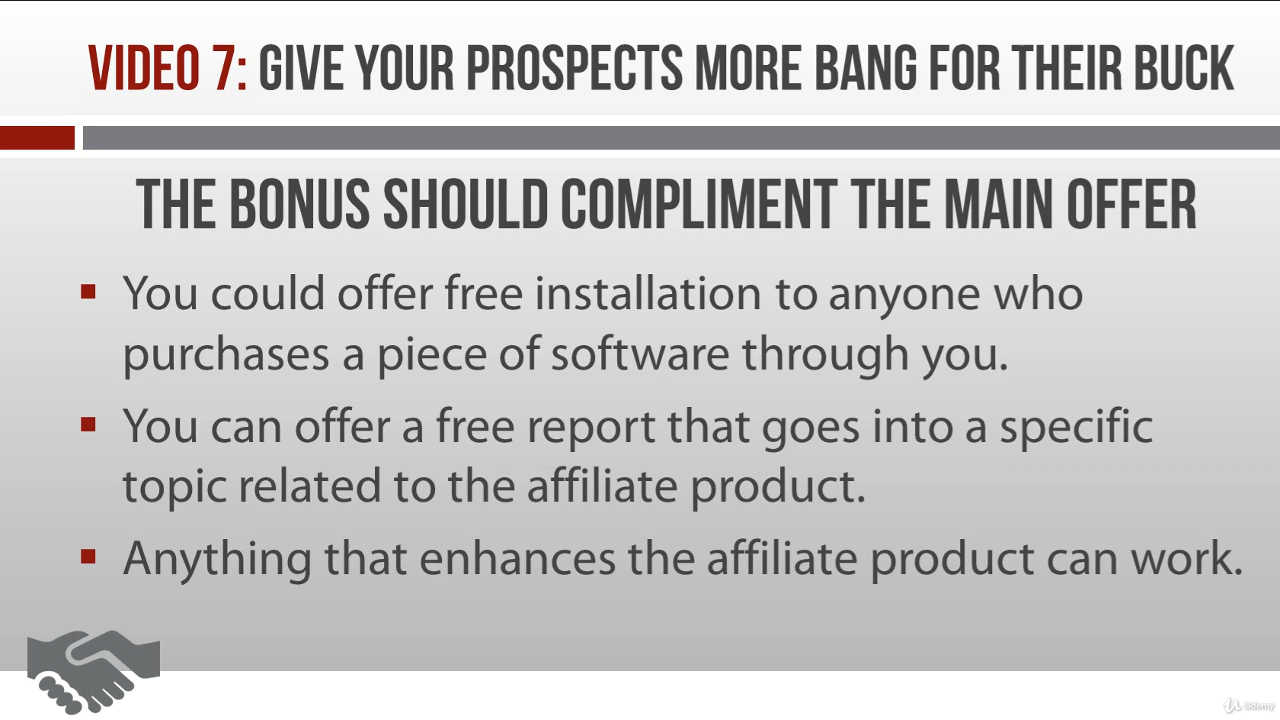 VIDEO 7: GIVE YOUR PROSPECTS MORE BANG FOR THEIR BUCK
THE BONUS SHOULD COMPLIMENT THE MAIN OFFER
You could offer free installation to anyone who
purchases a piece of software through you.
You can offer a free report that goes into a specific
topic related to the affiliate product.
Anything that enhances the affiliate product can work.
Udemy